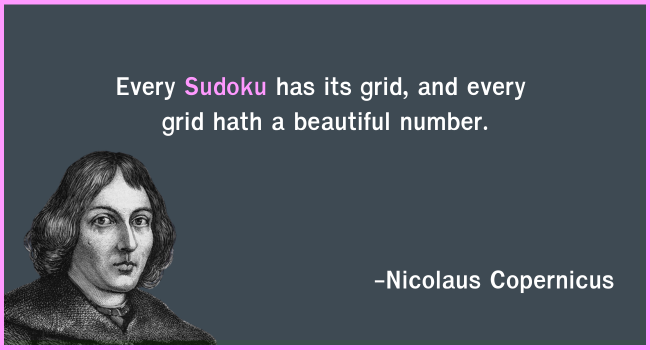 Every Sudoku has its grid, and every
grid hath a beautiful number.
–Nicolaus Copernicus